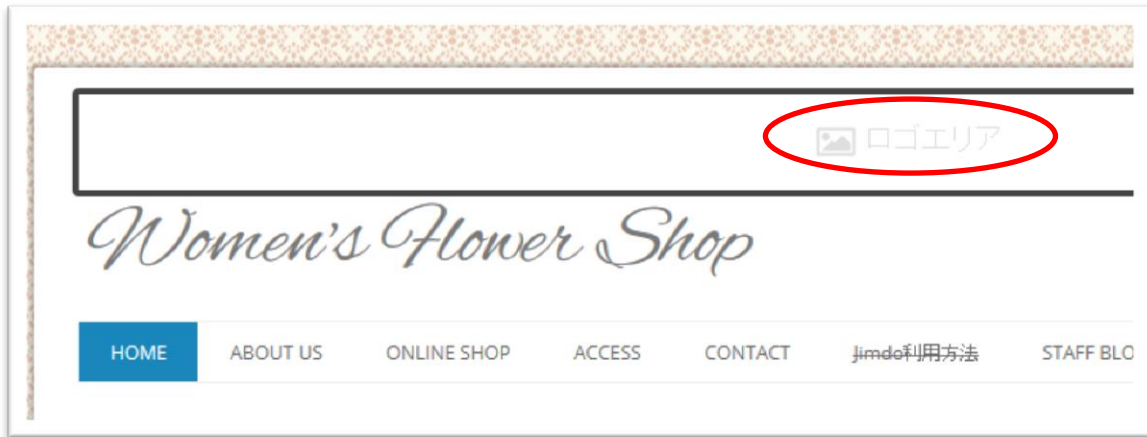 ロゴエリア
Women's Flower Shop
HOME ABOUT US ONLINE SHOP ACCESS CONTACT Jimdo利用方法 STAFF BLO